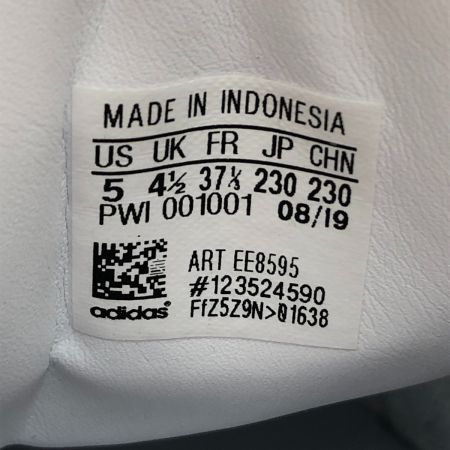 MADE IN INDONESIA
US UK FR JP CHN
5 4½ 37⅓ 230 230
PWI 001001 08/19
ART EE8595
#123524590
adidas® FfZ5Z9N>01638